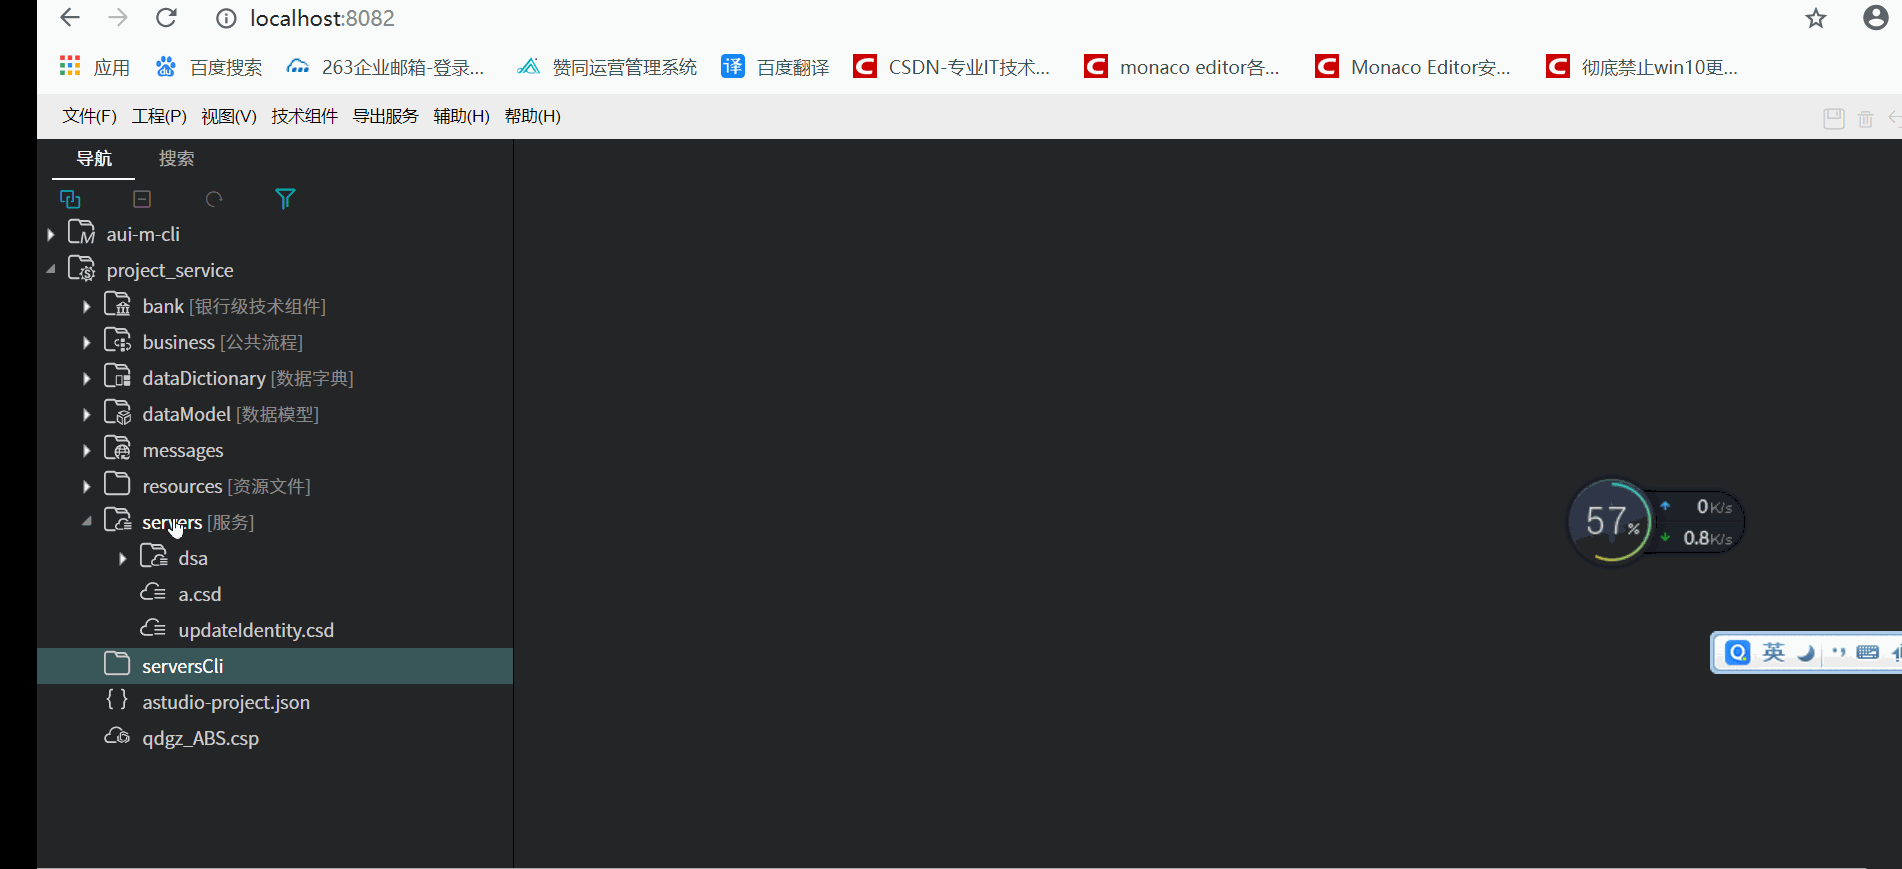 localhost:8082
应用 百度搜索 263企业邮箱-登录... 赞同运营管理系统 译 百度翻译 CSDN-专业IT技术... monaco editor各... Monaco Editor安... 彻底禁止win10更...
文件(F) 工程(P) 视图(V) 技术组件 导出服务 辅助(H) 帮助(H)
导航 搜索
aui-m-cli
project_service
bank [银行级技术组件]
business [公共流程]
dataDictionary [数据字典]
dataModel [数据模型]
messages
resources [资源文件]
servers [服务]
dsa
a.csd
updateIdentity.csd
serversCli
astudio-project.json
qdgz_ABS.csp
57%
0K/s
0.8K/s
英